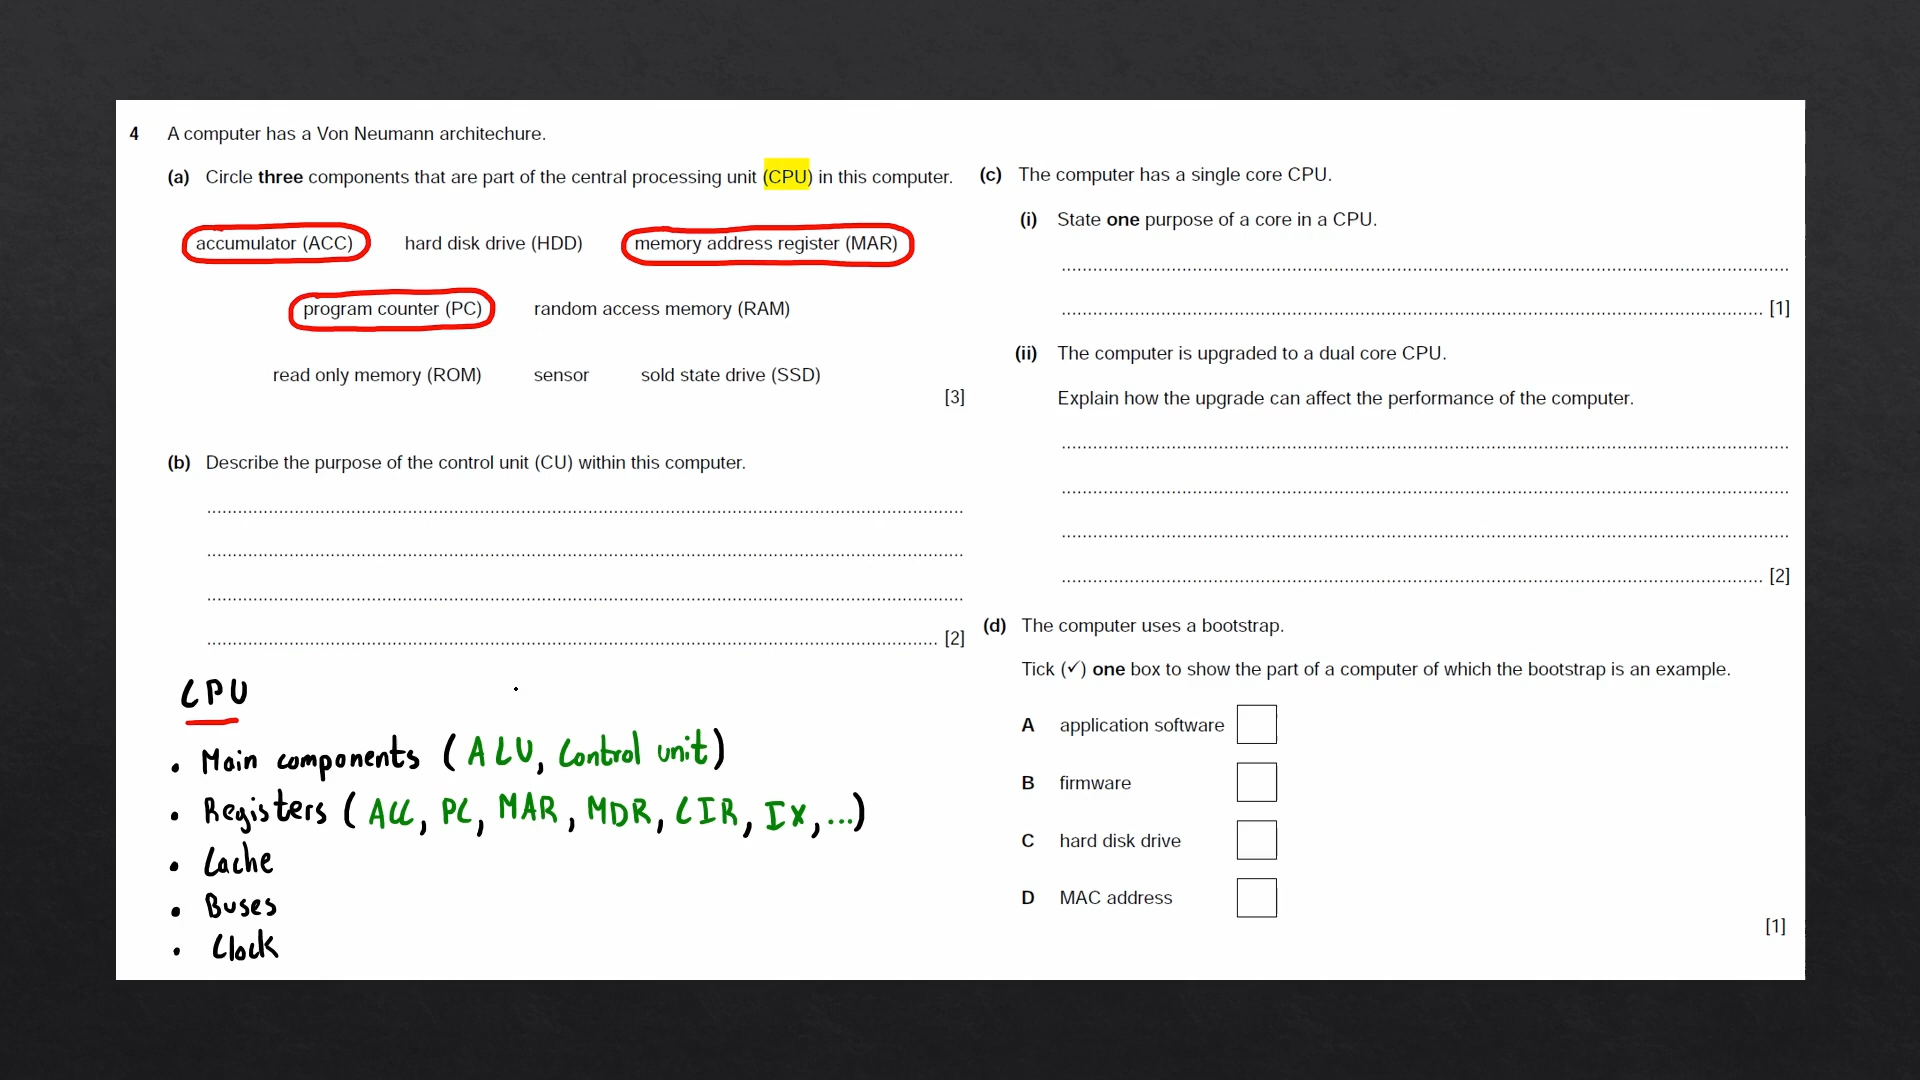 4 A computer has a Von Neumann architechure.
(a) Circle three components that are part of the central processing unit (CPU) in this computer.
accumulator (ACC) hard disk drive (HDD) memory address register (MAR)
program counter (PC) random access memory (RAM)
read only memory (ROM) sensor sold state drive (SSD)
[3]
(b) Describe the purpose of the control unit (CU) within this computer.
[2]
CPU
• Main components (ALU, Control unit)
• Registers (ACC, PC, MAR, MDR, CIR, IX, ...)
• Cache
• Buses
• Clock
(c) The computer has a single core CPU.
(i) State one purpose of a core in a CPU.
[1]
(ii) The computer is upgraded to a dual core CPU.
Explain how the upgrade can affect the performance of the computer.
[2]
(d) The computer uses a bootstrap.
Tick (✓) one box to show the part of a computer of which the bootstrap is an example.
A application software
B firmware
C hard disk drive
D MAC address
[1]